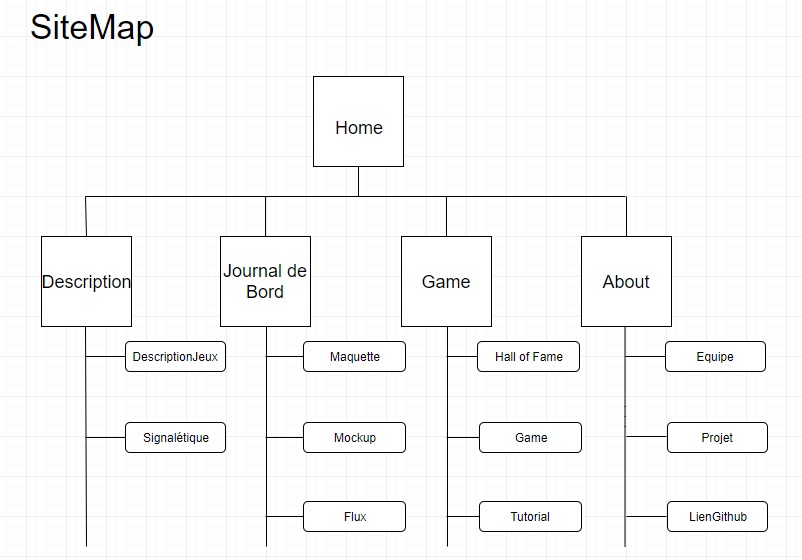 SiteMap
Home
Description
Journal de
Bord
Game
About
DescriptionJeux
Maquette
Hall of Fame
Equipe
Signalétique
Mockup
Game
Projet
Flux
Tutorial
LienGithub